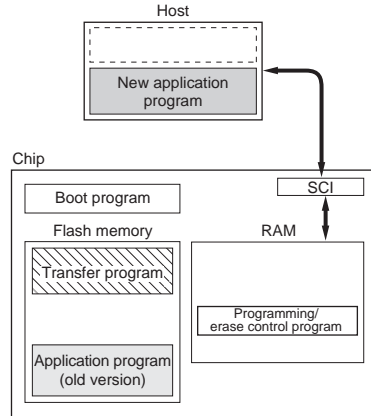 Host
New application
program
Chip
SCI
Boot program
Flash memory
RAM
Transfer program
Programming/
erase control program
Application program
(old version)